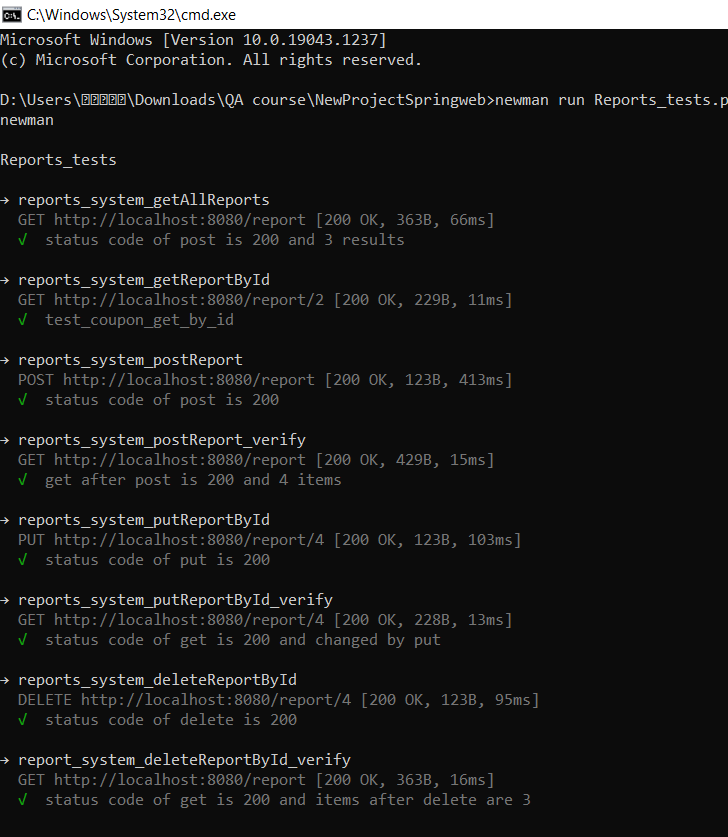 C:\Windows\System32\cmd.exe
Microsoft Windows [Version 10.0.19043.1237]
(c) Microsoft Corporation. All rights reserved.
D:\Users\⍰⍰⍰⍰⍰\Downloads\QA course\NewProjectSpringweb>newman run Reports_tests.p
newman
Reports_tests
→ reports_system_getAllReports
GET http://localhost:8080/report [200 OK, 363B, 66ms]
√ status code of post is 200 and 3 results
→ reports_system_getReportById
GET http://localhost:8080/report/2 [200 OK, 229B, 11ms]
√ test_coupon_get_by_id
→ reports_system_postReport
POST http://localhost:8080/report [200 OK, 123B, 413ms]
√ status code of post is 200
→ reports_system_postReport_verify
GET http://localhost:8080/report [200 OK, 429B, 15ms]
√ get after post is 200 and 4 items
→ reports_system_putReportById
PUT http://localhost:8080/report/4 [200 OK, 123B, 103ms]
√ status code of put is 200
→ reports_system_putReportById_verify
GET http://localhost:8080/report/4 [200 OK, 228B, 13ms]
√ status code of get is 200 and changed by put
→ reports_system_deleteReportById
DELETE http://localhost:8080/report/4 [200 OK, 123B, 95ms]
√ status code of delete is 200
→ report_system_deleteReportById_verify
GET http://localhost:8080/report [200 OK, 363B, 16ms]
√ status code of get is 200 and items after delete are 3